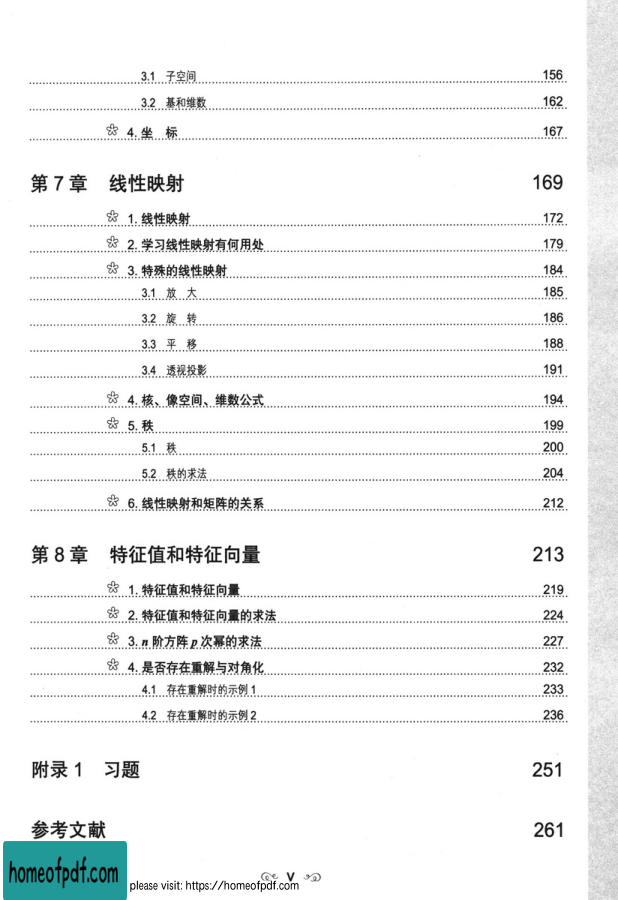 3.1 子空间 156
3.2 基和维数 162
4. 坐 标 167
第 7 章 线性映射 169
1. 线性映射 172
2. 学习线性映射有何用处 179
3. 特殊的线性映射 184
3.1 放 大 185
3.2 旋 转 186
3.3 平 移 188
3.4 透视投影 191
4. 核、像空间、维数公式 194
5. 秩 199
5.1 秩 200
5.2 秩的求法 204
6. 线性映射和矩阵的关系 212
第 8 章 特征值和特征向量 213
1. 特征值和特征向量 219
2. 特征值和特征向量的求法 224
3. n 阶方阵 p 次幂的求法 227
4. 是否存在重解与对角化 232
4.1 存在重解时的示例 1 233
4.2 存在重解时的示例 2 236
附录 1 习题 251
参考文献 261
V
homeofpdf.com
please visit: https://homeofpdf.com